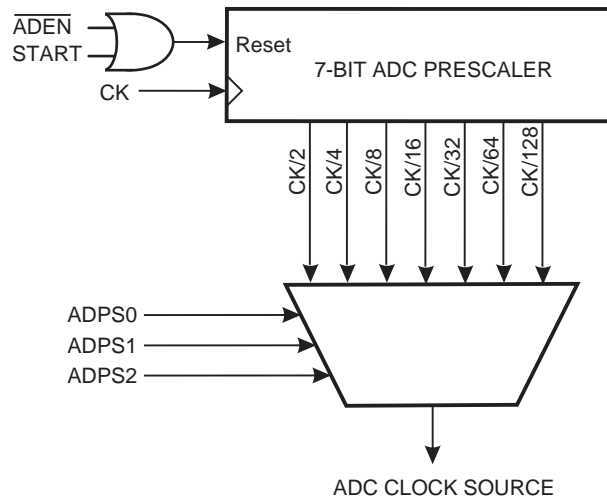 ADEN
START
Reset
7-BIT ADC PRESCALER
CK
CK/2
CK/4
CK/8
CK/16
CK/32
CK/64
CK/128
ADPS0
ADPS1
ADPS2
ADC CLOCK SOURCE